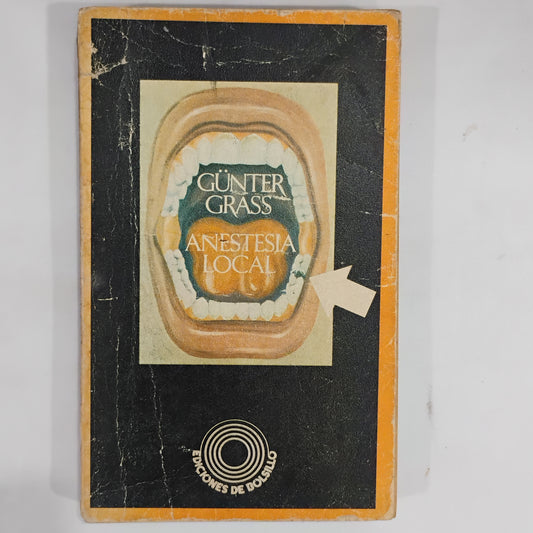 GÜNTER
GRASS
ANESTESIA
LOCAL
EDICIONES DE BOLSILLO